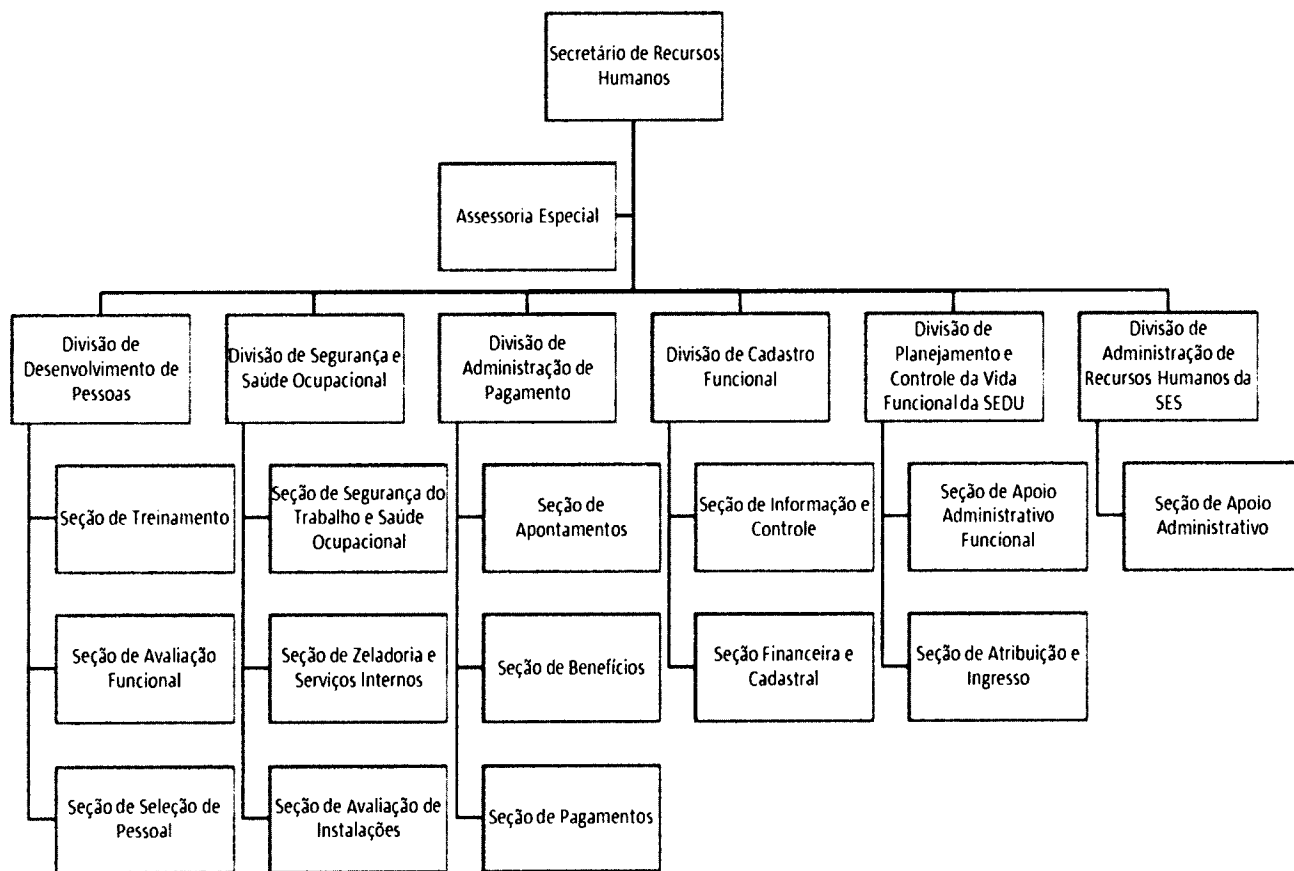 Secretário de Recursos
Humanos
Assessoria Especial
Divisão de
Desenvolvimento de
Pessoas
Divisão de Segurança e
Saúde Ocupacional
Divisão de
Administração de
Pagamento
Divisão de Cadastro
Funcional
Divisão de
Planejamento e
Controle da Vida
Funcional da SEDU
Divisão de
Administração de
Recursos Humanos da
SES
Seção de Treinamento
Seção de Segurança do
Trabalho e Saúde
Ocupacional
Seção de
Apontamentos
Seção de Informação e
Controle
Seção de Apoio
Administrativo
Funcional
Seção de Apoio
Administrativo
Seção de Avaliação
Funcional
Seção de Zeladoria e
Serviços Internos
Seção de Benefícios
Seção Financeira e
Cadastral
Seção de Atribuição e
Ingresso
Seção de Seleção de
Pessoal
Seção de Avaliação de
Instalações
Seção de Pagamentos